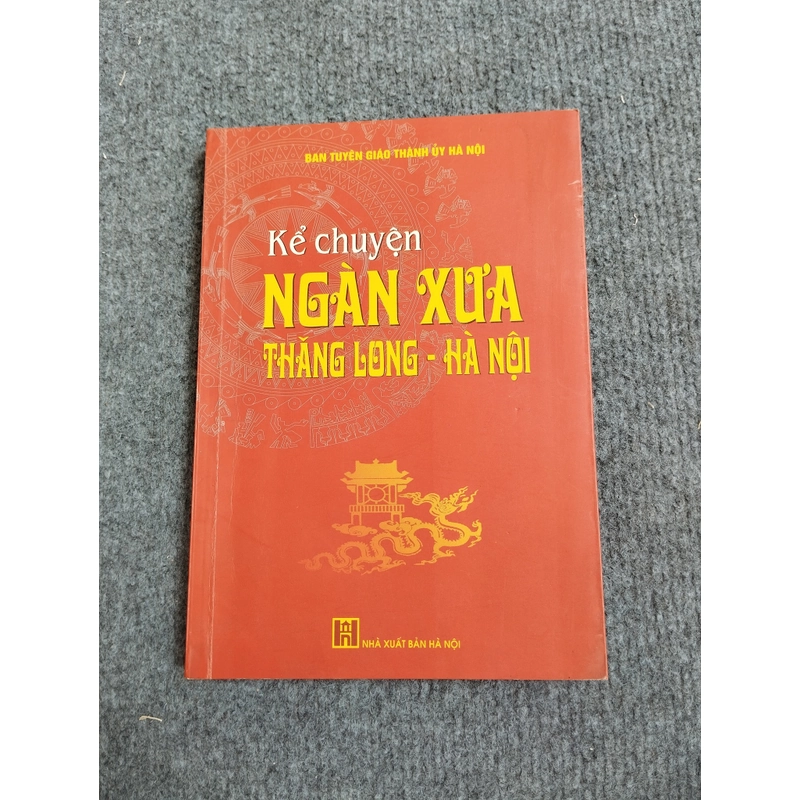 BAN TUYÊN GIÁO THÀNH ỦY HÀ NỘI
Kể chuyện
NGÀN XƯA
THĂNG LONG - HÀ NỘI
NHÀ XUẤT BẢN HÀ NỘI